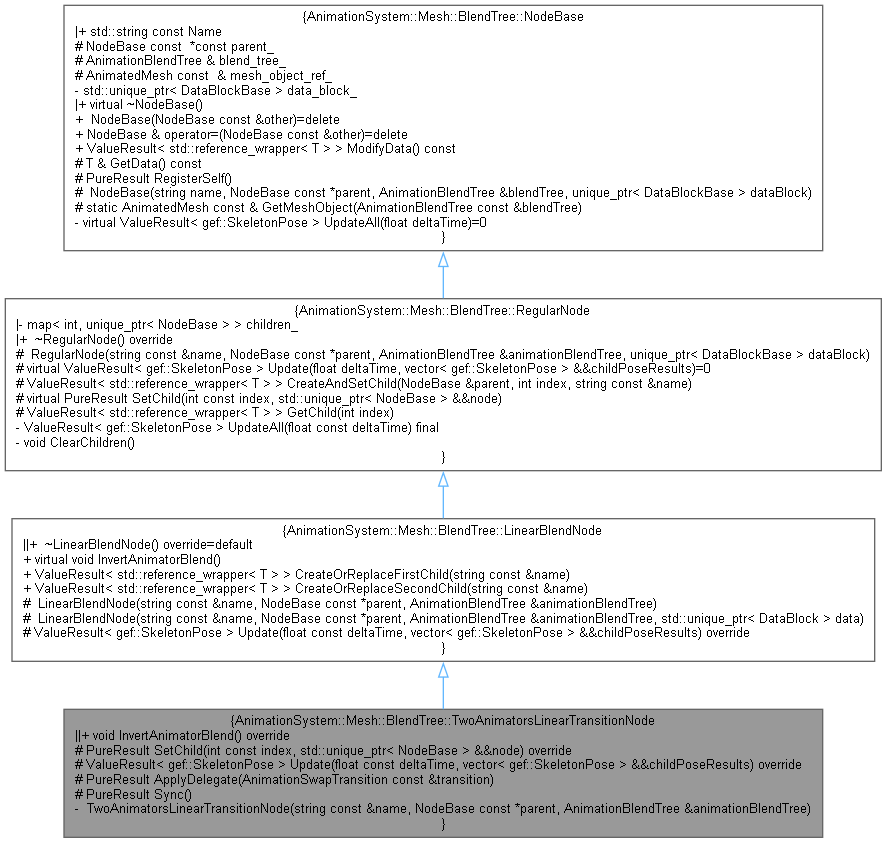 {AnimationSystem::Mesh::BlendTree::NodeBase
|+ std::string const Name
# NodeBase const  *const parent_
# AnimationBlendTree & blend_tree_
# AnimatedMesh const  & mesh_object_ref_
- std::unique_ptr< DataBlockBase > data_block_
|+ virtual ~NodeBase()
+  NodeBase(NodeBase const &other)=delete
+ NodeBase & operator=(NodeBase const &other)=delete
+ ValueResult< std::reference_wrapper< T > > ModifyData() const
# T & GetData() const
# PureResult RegisterSelf()
#  NodeBase(string name, NodeBase const *parent, AnimationBlendTree &blendTree, unique_ptr< DataBlockBase > dataBlock)
# static AnimatedMesh const & GetMeshObject(AnimationBlendTree const &blendTree)
- virtual ValueResult< gef::SkeletonPose > UpdateAll(float deltaTime)=0
}
{AnimationSystem::Mesh::BlendTree::RegularNode
|- map< int, unique_ptr< NodeBase > > children_
|+  ~RegularNode() override
#  RegularNode(string const &name, NodeBase const *parent, AnimationBlendTree &animationBlendTree, unique_ptr< DataBlockBase > dataBlock)
# virtual ValueResult< gef::SkeletonPose > Update(float deltaTime, vector< gef::SkeletonPose > &&childPoseResults)=0
# ValueResult< std::reference_wrapper< T > > CreateAndSetChild(NodeBase &parent, int index, string const &name)
# virtual PureResult SetChild(int const index, std::unique_ptr< NodeBase > &&node)
# ValueResult< std::reference_wrapper< T > > GetChild(int index)
- ValueResult< gef::SkeletonPose > UpdateAll(float const deltaTime) final
- void ClearChildren()
}
{AnimationSystem::Mesh::BlendTree::LinearBlendNode
||+  ~LinearBlendNode() override=default
+ virtual void InvertAnimatorBlend()
+ ValueResult< std::reference_wrapper< T > > CreateOrReplaceFirstChild(string const &name)
+ ValueResult< std::reference_wrapper< T > > CreateOrReplaceSecondChild(string const &name)
#  LinearBlendNode(string const &name, NodeBase const *parent, AnimationBlendTree &animationBlendTree)
#  LinearBlendNode(string const &name, NodeBase const *parent, AnimationBlendTree &animationBlendTree, std::unique_ptr< DataBlock > data)
# ValueResult< gef::SkeletonPose > Update(float const deltaTime, vector< gef::SkeletonPose > &&childPoseResults) override
}
{AnimationSystem::Mesh::BlendTree::TwoAnimatorsLinearTransitionNode
||+ void InvertAnimatorBlend() override
# PureResult SetChild(int const index, std::unique_ptr< NodeBase > &&node) override
# ValueResult< gef::SkeletonPose > Update(float const deltaTime, vector< gef::SkeletonPose > &&childPoseResults) override
# PureResult ApplyDelegate(AnimationSwapTransition const &transition)
# PureResult Sync()
-  TwoAnimatorsLinearTransitionNode(string const &name, NodeBase const *parent, AnimationBlendTree &animationBlendTree)
}